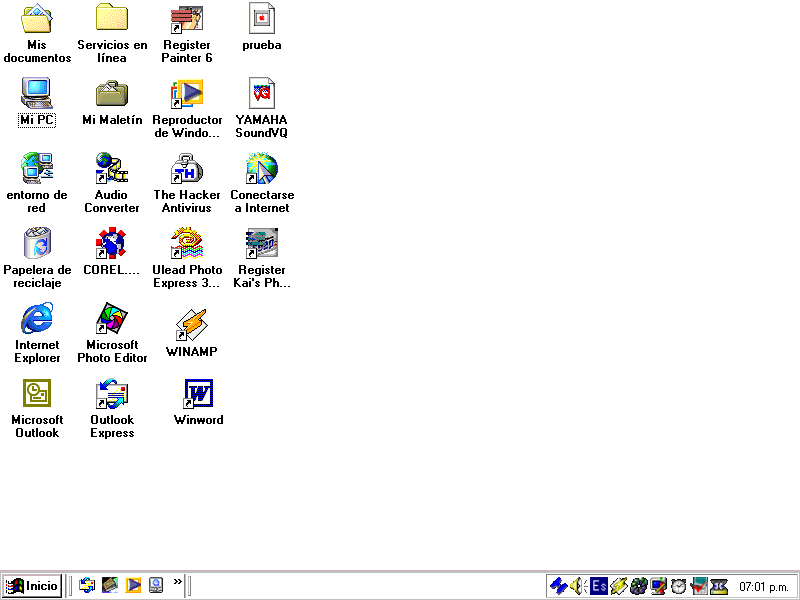 Mis
documentos
Servicios en
línea
Register
Painter 6
prueba
Mi PC
Mi Maletín
Reproductor
de Windo...
YAMAHA
SoundVQ
entorno de
red
Audio
Converter
The Hacker
Antivirus
Conectarse
a Internet
Papelera de
reciclaje
COREL....
Ulead Photo
Express 3...
Register
Kai's Ph...
Internet
Explorer
Microsoft
Photo Editor
WINAMP
Microsoft
Outlook
Outlook
Express
Winword
Inicio
Es
07:01 p.m.